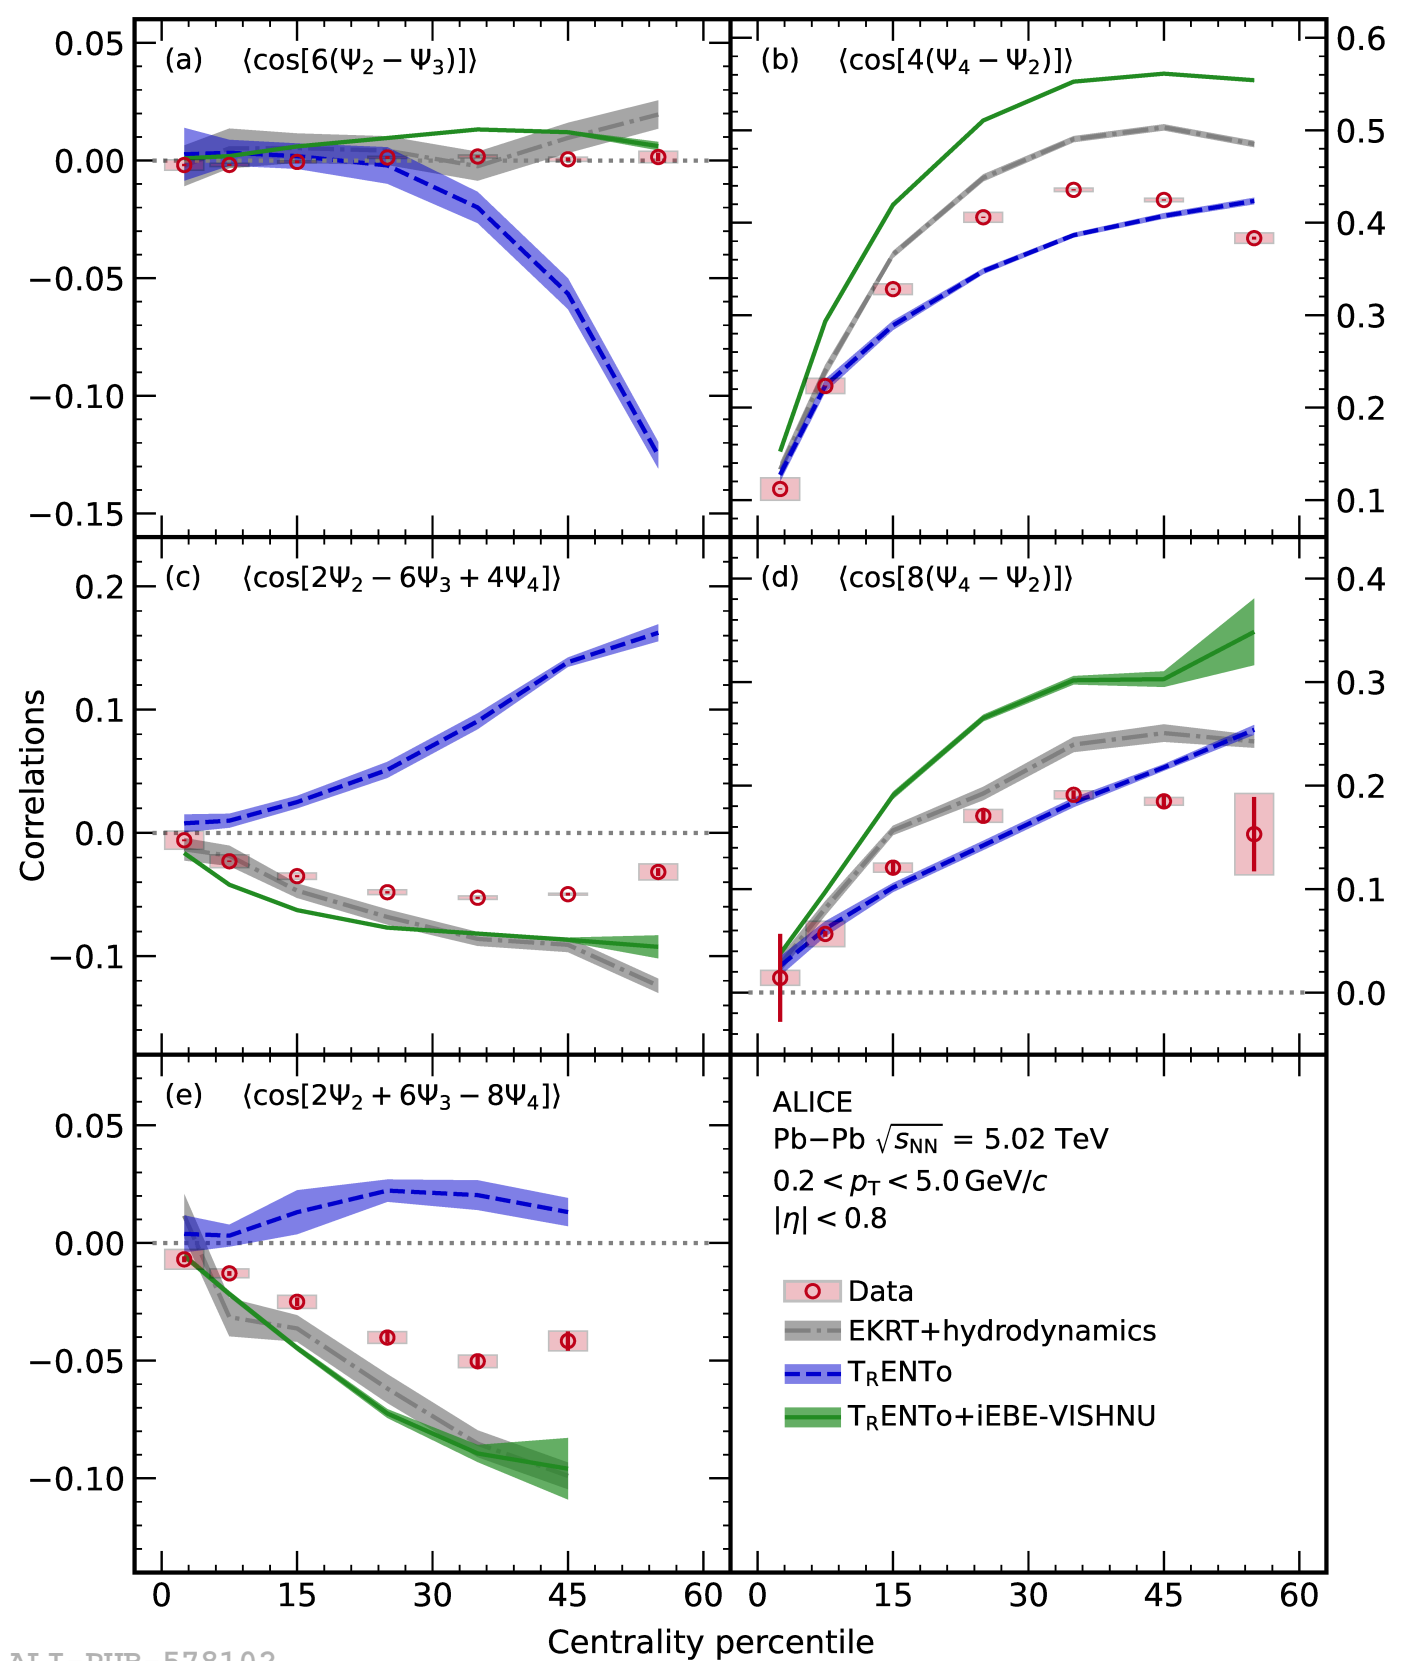 (a) ⟨cos[6(Ψ₂ − Ψ₃)]⟩
(b) ⟨cos[4(Ψ₄ − Ψ₂)]⟩
0.05
0.00
−0.05
−0.10
−0.15
0.6
0.5
0.4
0.3
0.2
0.1
(c) ⟨cos[2Ψ₂ − 6Ψ₃ + 4Ψ₄]⟩
(d) ⟨cos[8(Ψ₄ − Ψ₂)]⟩
0.2
0.1
0.0
−0.1
0.4
0.3
0.2
0.1
0.0
Correlations
(e) ⟨cos[2Ψ₂ + 6Ψ₃ − 8Ψ₄]⟩
0.05
0.00
−0.05
−0.10
ALICE
Pb−Pb √sNN = 5.02 TeV
0.2 < pT < 5.0 GeV/c
|η| < 0.8
Data
EKRT+hydrodynamics
TRENTo
TRENTo+iEBE-VISHNU
0 15 30 45 60
0 15 30 45 60
Centrality percentile